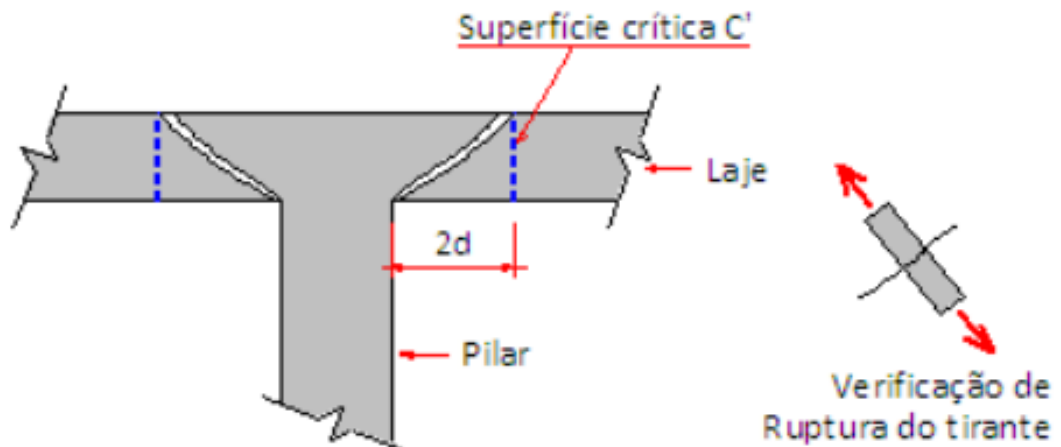 Superfície crítica C'
Laje
2d
Pilar
Verificação de
Ruptura do tirante